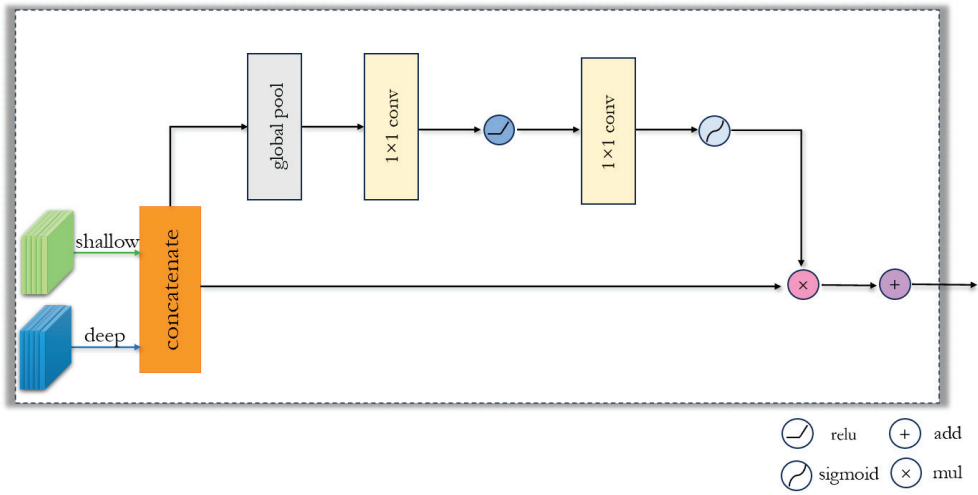 global pool
1×1 conv
1×1 conv
shallow
deep
concatenate
×
+
relu
+ add
sigmoid
× mul